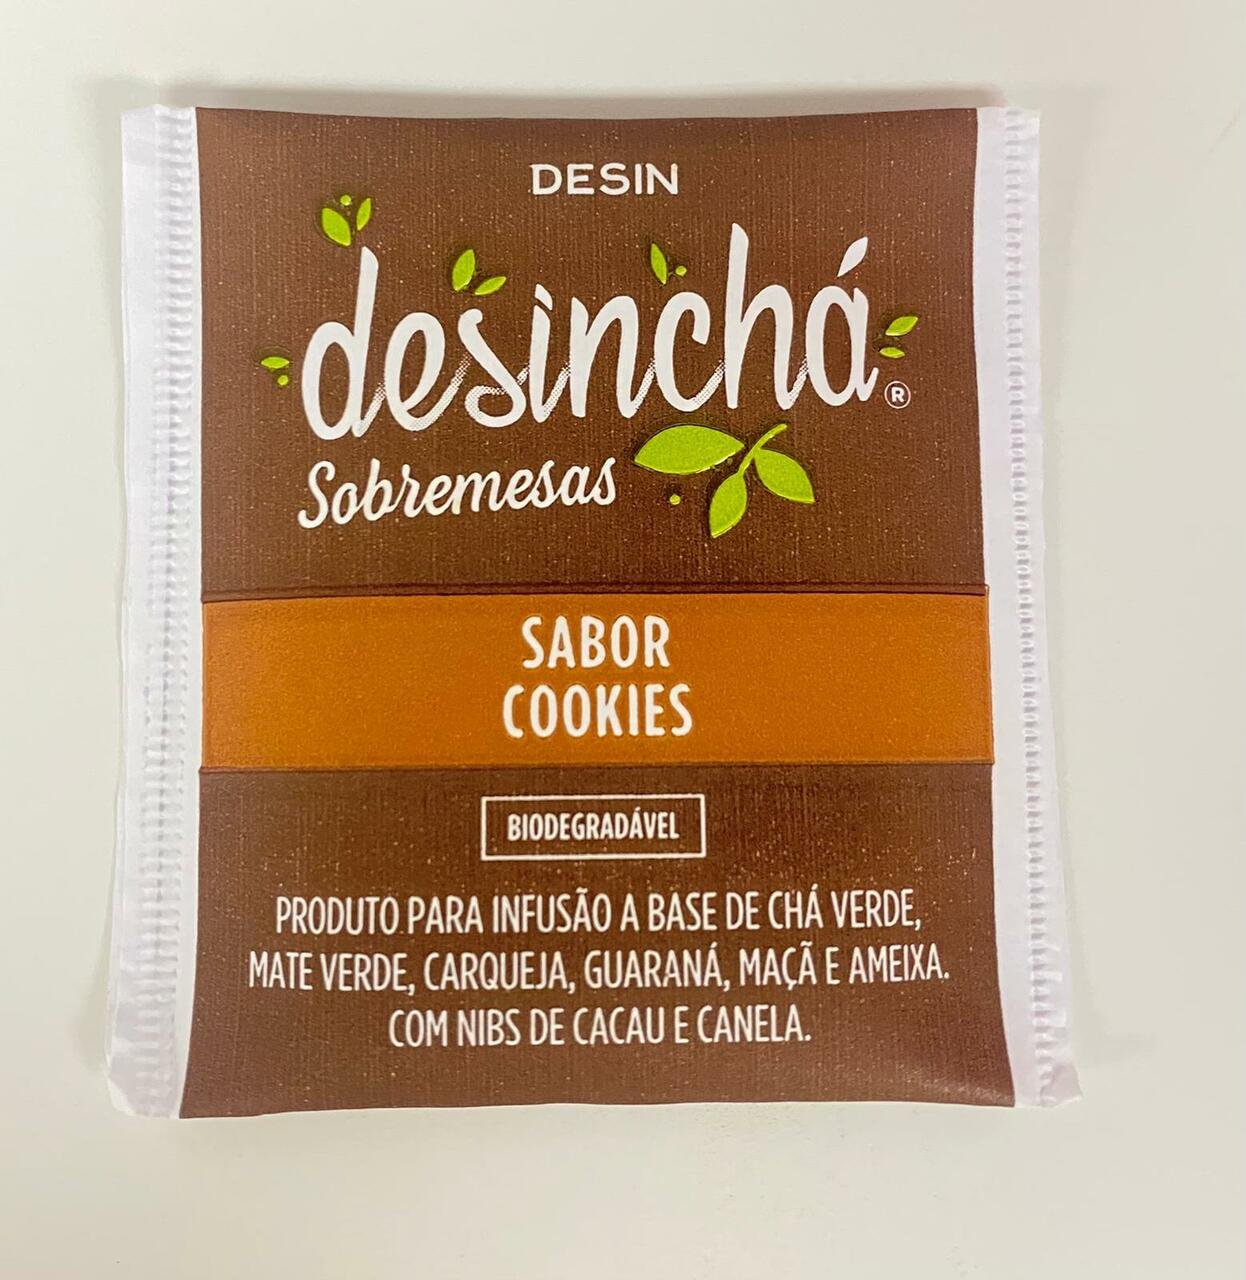 DESIN
desinchá®
Sobremesas
SABOR
COOKIES
BIODEGRADÁVEL
PRODUTO PARA INFUSÃO A BASE DE CHÁ VERDE,
MATE VERDE, CARQUEJA, GUARANÁ, MAÇÃ E AMEIXA.
COM NIBS DE CACAU E CANELA.